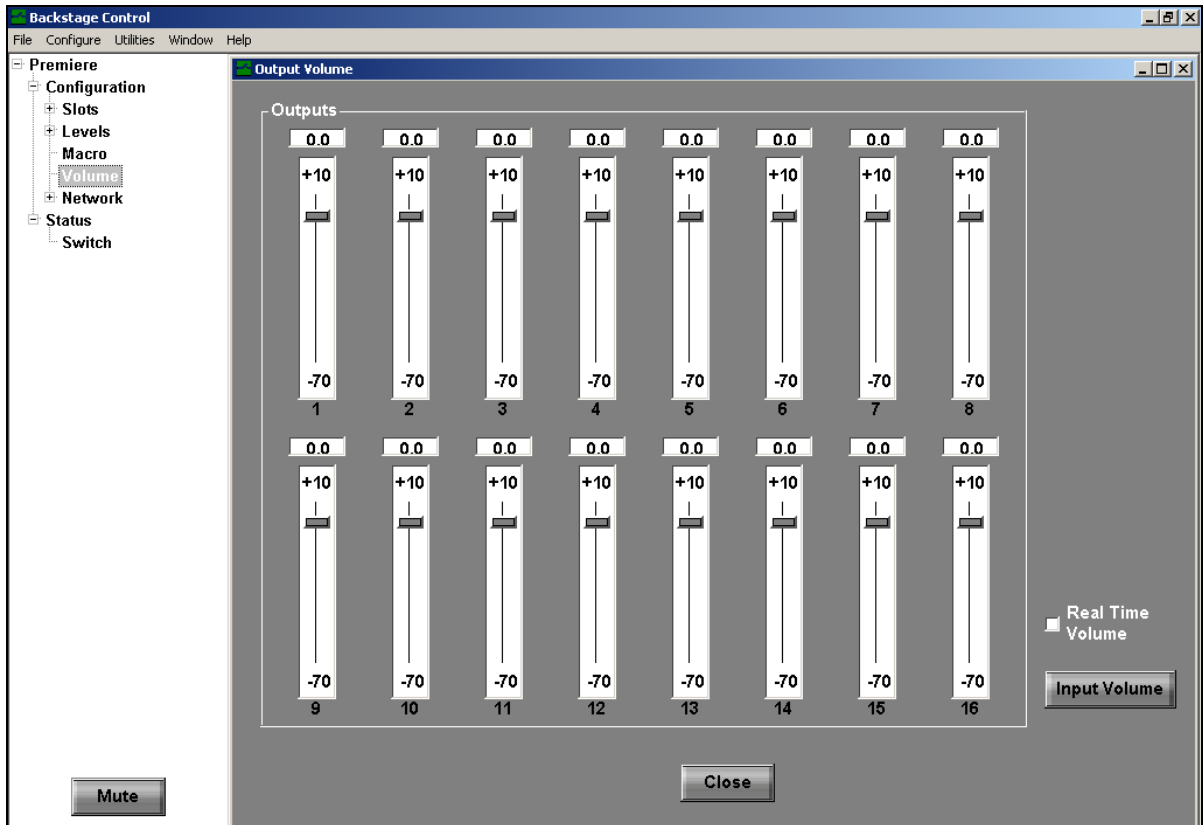 Backstage Control
File Configure Utilities Window Help
Premiere
Configuration
Slots
Levels
Macro
Volume
Network
Status
Switch
Mute
Output Volume
Outputs
0.0 0.0 0.0 0.0 0.0 0.0 0.0 0.0
+10 +10 +10 +10 +10 +10 +10 +10
-70 -70 -70 -70 -70 -70 -70 -70
1 2 3 4 5 6 7 8
0.0 0.0 0.0 0.0 0.0 0.0 0.0 0.0
+10 +10 +10 +10 +10 +10 +10 +10
-70 -70 -70 -70 -70 -70 -70 -70
9 10 11 12 13 14 15 16
Real Time
Volume
Input Volume
Close